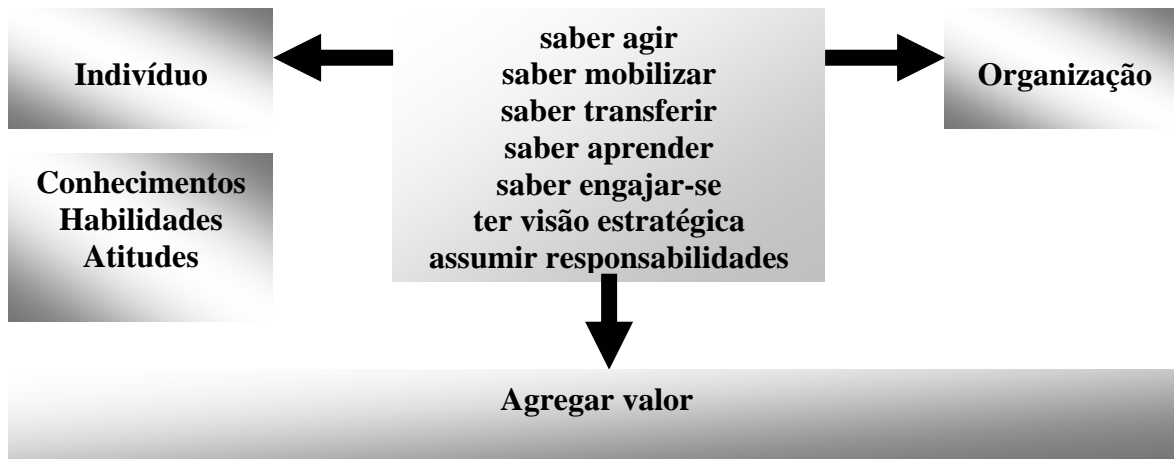 Indivíduo
Conhecimentos
Habilidades
Atitudes
saber agir
saber mobilizar
saber transferir
saber aprender
saber engajar-se
ter visão estratégica
assumir responsabilidades
Organização
Agregar valor